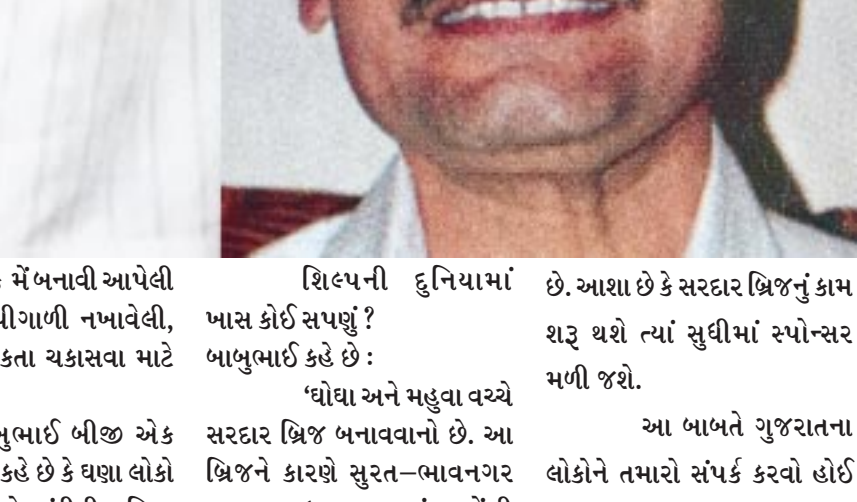 મેં બનાવી આપેલી
પીગાળી નખાવેલી,
કતા ચકાસવા માટે
બીજી એક
કહે છે કે ઘણા લોકો
શિલ્પની દુનિયામાં
ખાસ કોઈ સપણું ?
બાબુભાઈ કહે છે :
‘ઘોઘા અને મહુવા વચ્ચે
સરદાર બ્રિજ બનાવવાનો છે. આ
બ્રિજને કારણે સુરત–ભાવનગર
છે. આશા છે કે સરદાર બ્રિજનું કામ
શરૂ થશે ત્યાં સુધીમાં સ્પોન્સર
મળી જશે.
આ બાબતે ગુજરાતના
લોકોને તમારો સંપર્ક કરવો હોઈ